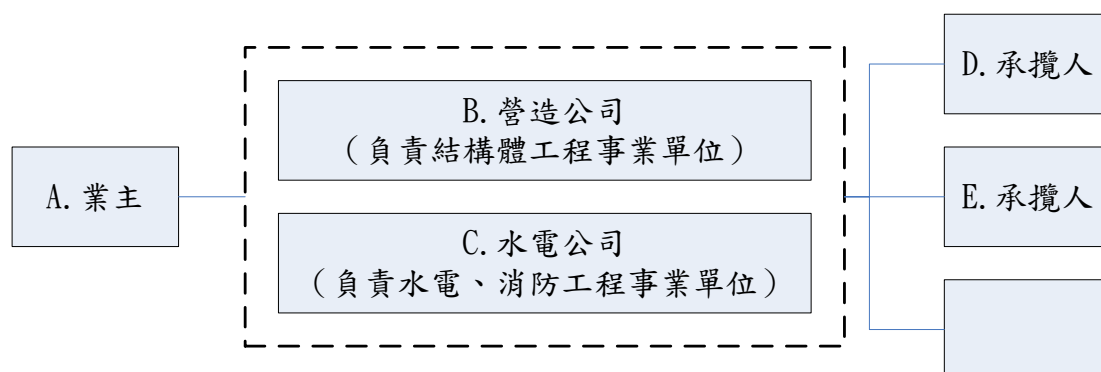 A.業主
B.營造公司
（負責結構體工程事業單位）
C.水電公司
（負責水電、消防工程事業單位）
D.承攬人
E.承攬人